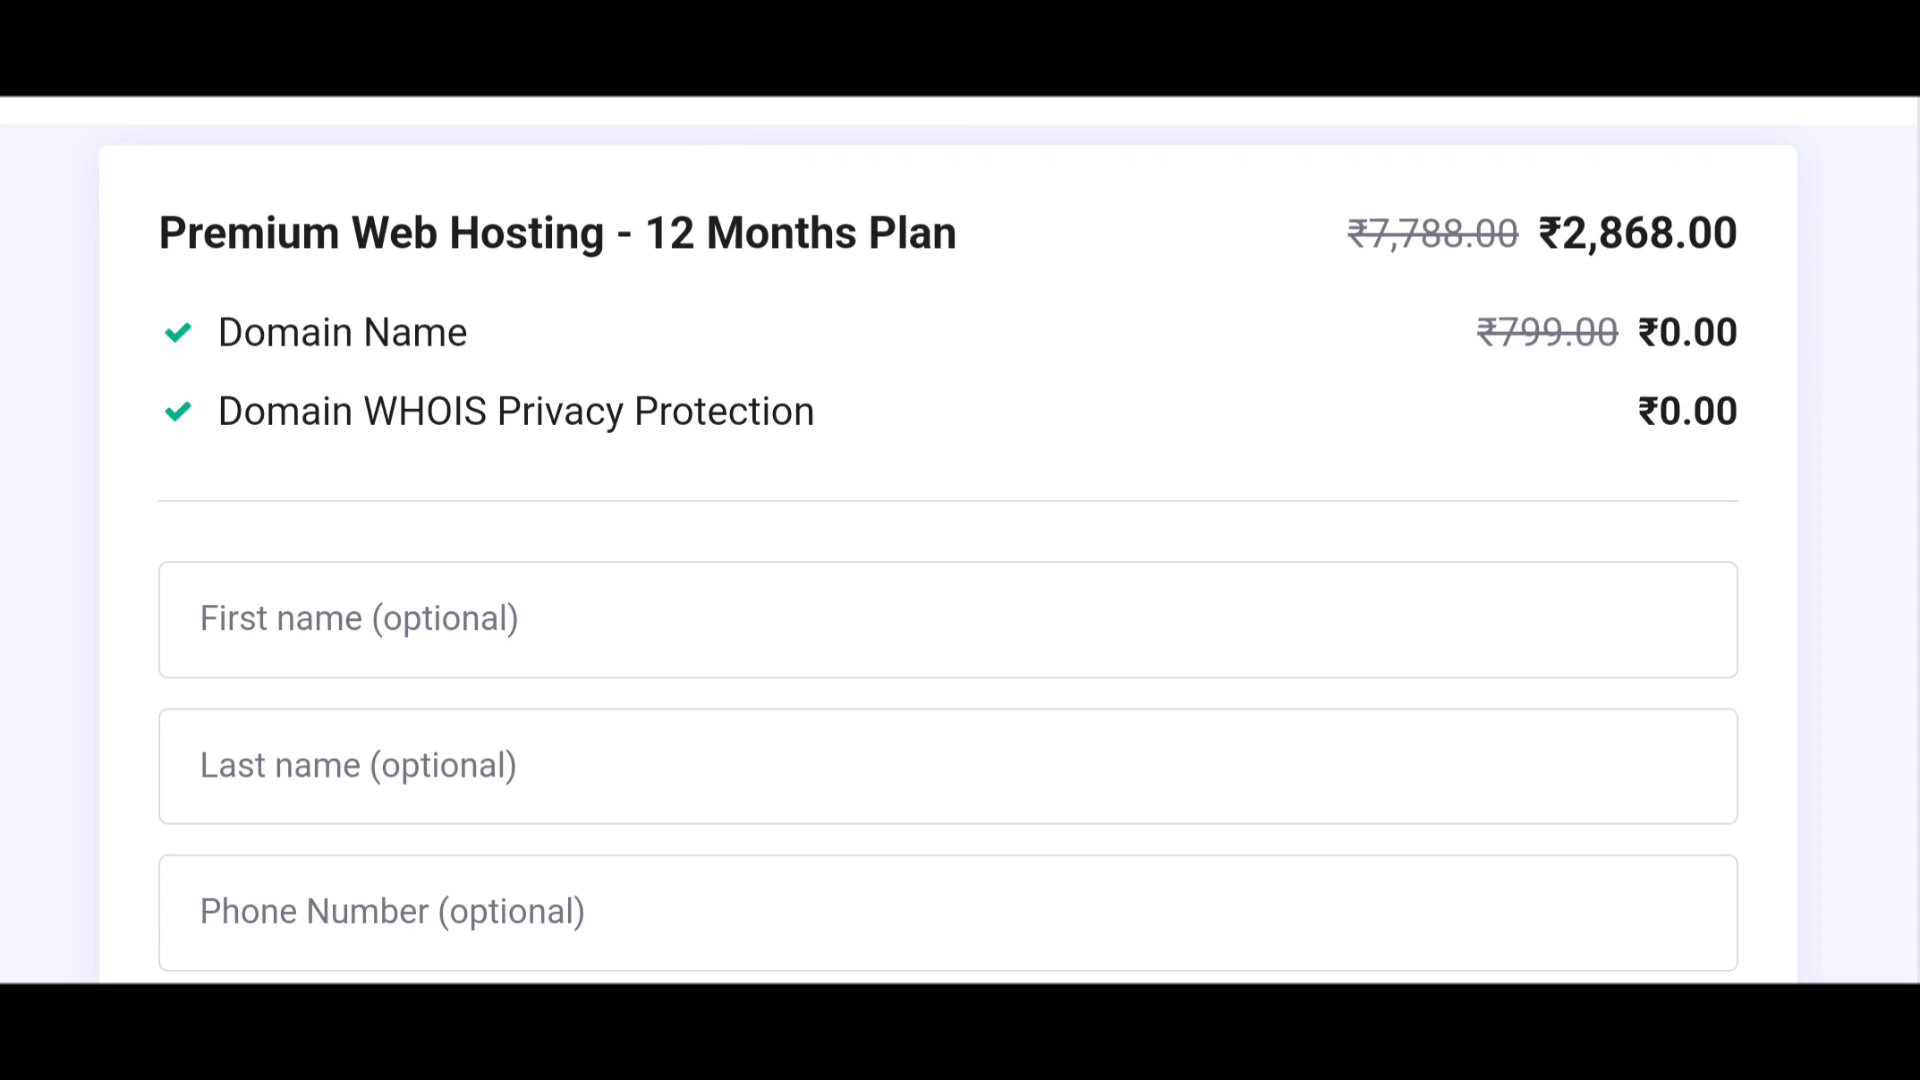 Premium Web Hosting - 12 Months Plan ₹7,788.00 ₹2,868.00
Domain Name ₹799.00 ₹0.00
Domain WHOIS Privacy Protection ₹0.00
First name (optional)
Last name (optional)
Phone Number (optional)